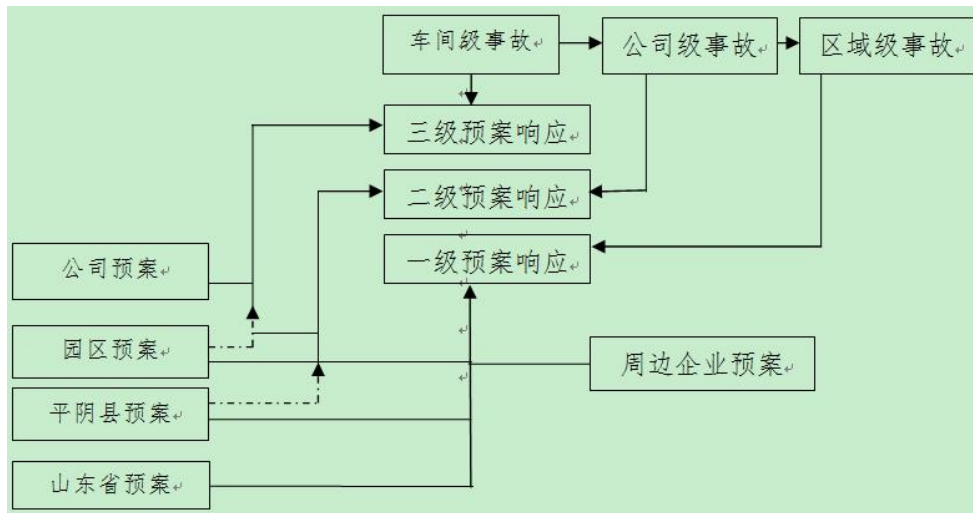 车间级事故
公司级事故
区域级事故
三级预案响应
二级预案响应
一级预案响应
公司预案
园区预案
周边企业预案
平阴县预案
山东省预案